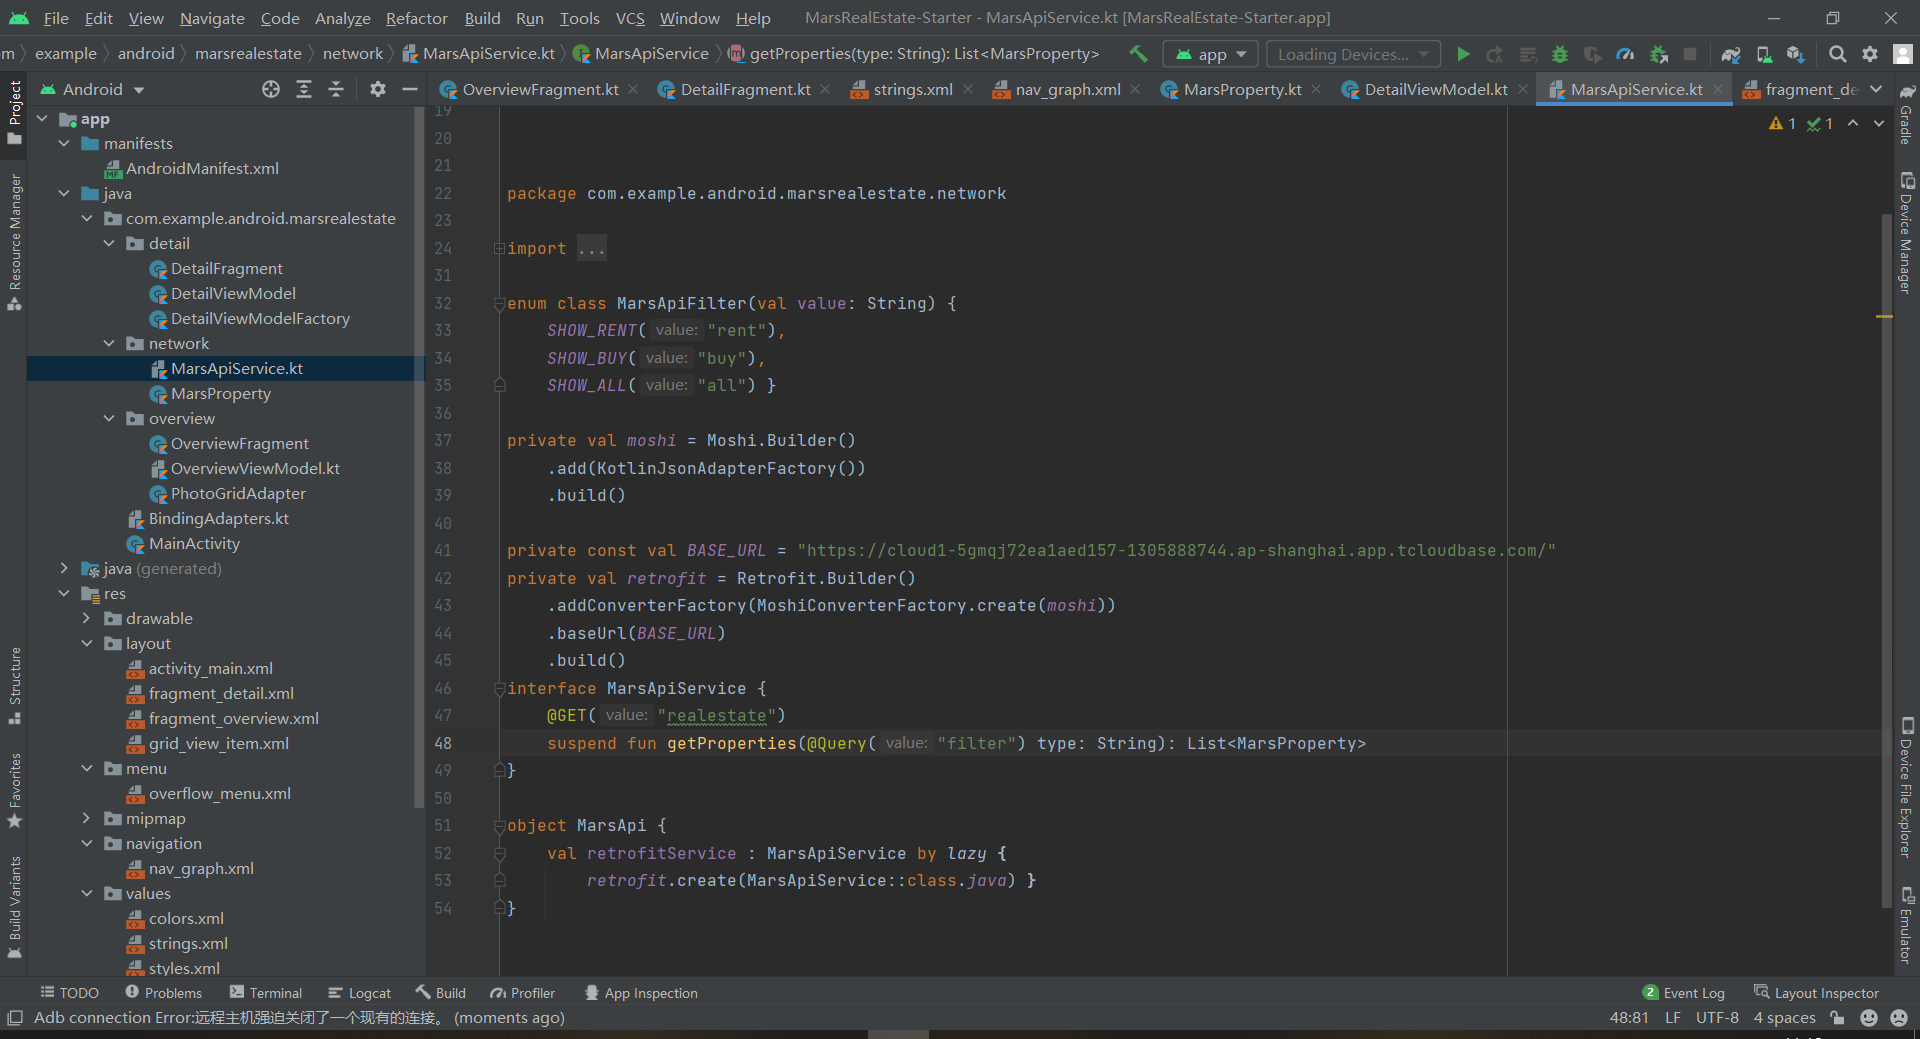 File Edit View Navigate Code Analyze Refactor Build Run Tools VCS Window Help MarsRealEstate-Starter - MarsApiService.kt [MarsRealEstate-Starter.app]
m example android marsrealestate network MarsApiService.kt MarsApiService getProperties(type: String): List<MarsProperty> app Loading Devices...
Android OverviewFragment.kt DetailFragment.kt strings.xml nav_graph.xml MarsProperty.kt DetailViewModel.kt MarsApiService.kt fragment_de
Project
Resource Manager
Structure
Favorites
Build Variants
app
manifests
AndroidManifest.xml
java
com.example.android.marsrealestate
detail
DetailFragment
DetailViewModel
DetailViewModelFactory
network
MarsApiService.kt
MarsProperty
overview
OverviewFragment
OverviewViewModel.kt
PhotoGridAdapter
BindingAdapters.kt
MainActivity
java (generated)
res
drawable
layout
activity_main.xml
fragment_detail.xml
fragment_overview.xml
grid_view_item.xml
menu
overflow_menu.xml
mipmap
navigation
nav_graph.xml
values
colors.xml
strings.xml
styles.xml
1 1
19
20
21
22 package com.example.android.marsrealestate.network
23
24 import ...
31
32 enum class MarsApiFilter(val value: String) {
33 SHOW_RENT( value: "rent"),
34 SHOW_BUY( value: "buy"),
35 SHOW_ALL( value: "all") }
36
37 private val moshi = Moshi.Builder()
38 .add(KotlinJsonAdapterFactory())
39 .build()
40
41 private const val BASE_URL = "https://cloud1-5gmqj72ea1aed157-1305888744.ap-shanghai.app.tcloudbase.com/"
42 private val retrofit = Retrofit.Builder()
43 .addConverterFactory(MoshiConverterFactory.create(moshi))
44 .baseUrl(BASE_URL)
45 .build()
46 interface MarsApiService {
47 @GET( value: "realestate")
48 suspend fun getProperties(@Query( value: "filter") type: String): List<MarsProperty>
49 }
50
51 object MarsApi {
52 val retrofitService : MarsApiService by lazy {
53 retrofit.create(MarsApiService::class.java) }
54 }
Gradle
Device Manager
Device File Explorer
Emulator
TODO Problems Terminal Logcat Build Profiler App Inspection 2 Event Log Layout Inspector
Adb connection Error:远程主机强迫关闭了一个现有的连接。 (moments ago) 48:81 LF UTF-8 4 spaces